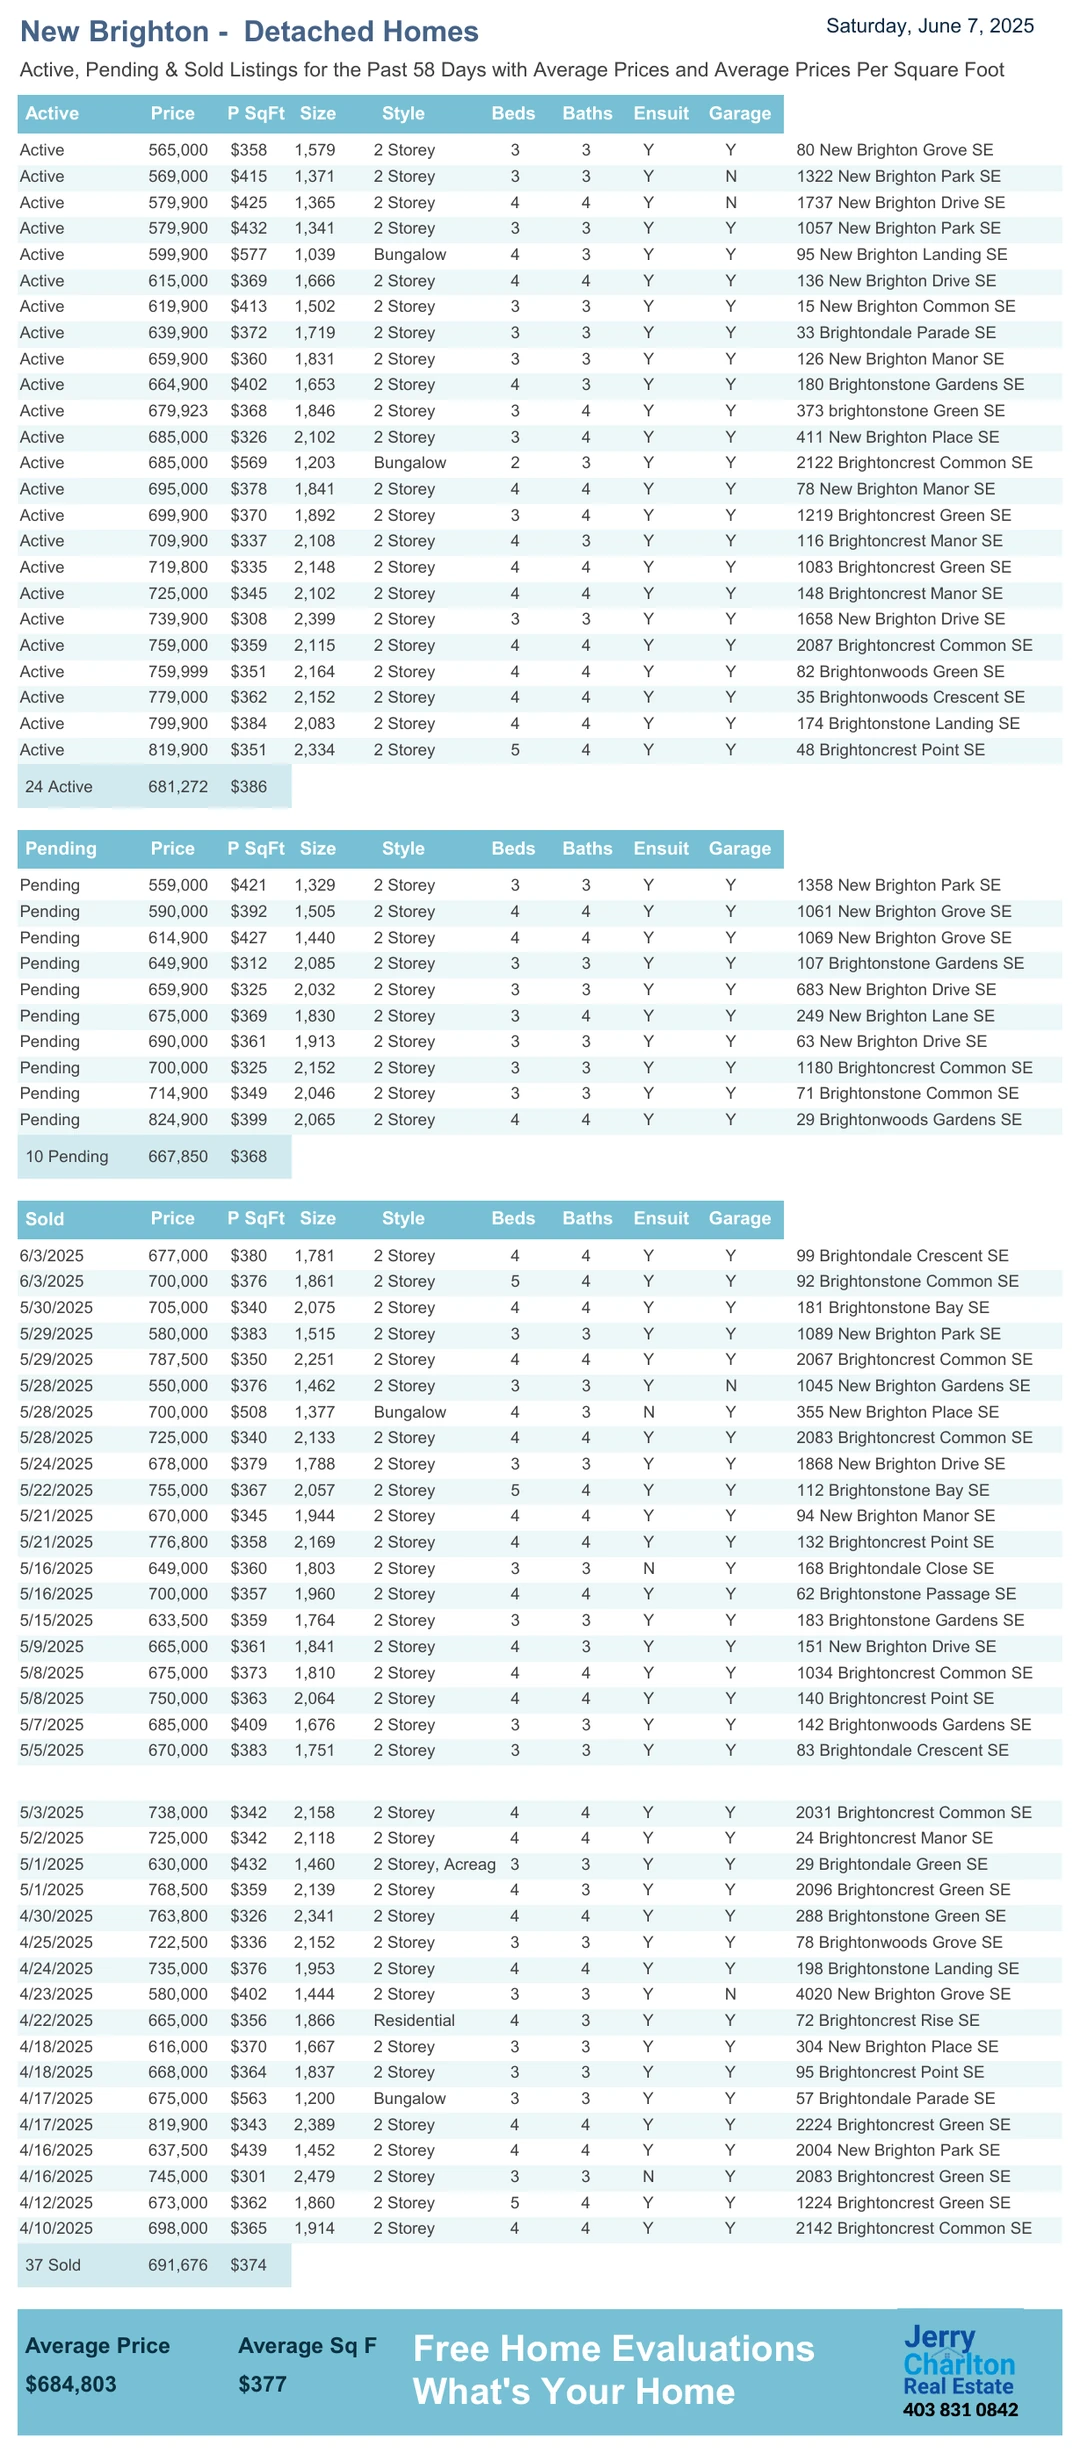 New Brighton - Detached Homes
Saturday, June 7, 2025
Active, Pending & Sold Listings for the Past 58 Days with Average Prices and Average Prices Per Square Foot
Active Price P SqFt Size Style Beds Baths Ensuit Garage
Active 565,000 $358 1,579 2 Storey 3 3 Y Y 80 New Brighton Grove SE
Active 569,000 $415 1,371 2 Storey 3 3 Y N 1322 New Brighton Park SE
Active 579,900 $425 1,365 2 Storey 4 4 Y N 1737 New Brighton Drive SE
Active 579,900 $432 1,341 2 Storey 3 3 Y Y 1057 New Brighton Park SE
Active 599,900 $577 1,039 Bungalow 4 3 Y Y 95 New Brighton Landing SE
Active 615,000 $369 1,666 2 Storey 4 4 Y Y 136 New Brighton Drive SE
Active 619,900 $413 1,502 2 Storey 3 3 Y Y 15 New Brighton Common SE
Active 639,900 $372 1,719 2 Storey 3 3 Y Y 33 Brightondale Parade SE
Active 659,900 $360 1,831 2 Storey 3 3 Y Y 126 New Brighton Manor SE
Active 664,900 $402 1,653 2 Storey 4 3 Y Y 180 Brightonstone Gardens SE
Active 679,923 $368 1,846 2 Storey 3 4 Y Y 373 brightonstone Green SE
Active 685,000 $326 2,102 2 Storey 3 4 Y Y 411 New Brighton Place SE
Active 685,000 $569 1,203 Bungalow 2 3 Y Y 2122 Brightoncrest Common SE
Active 695,000 $378 1,841 2 Storey 4 4 Y Y 78 New Brighton Manor SE
Active 699,900 $370 1,892 2 Storey 3 4 Y Y 1219 Brightoncrest Green SE
Active 709,900 $337 2,108 2 Storey 4 3 Y Y 116 Brightoncrest Manor SE
Active 719,800 $335 2,148 2 Storey 4 4 Y Y 1083 Brightoncrest Green SE
Active 725,000 $345 2,102 2 Storey 4 4 Y Y 148 Brightoncrest Manor SE
Active 739,900 $308 2,399 2 Storey 3 3 Y Y 1658 New Brighton Drive SE
Active 759,000 $359 2,115 2 Storey 4 4 Y Y 2087 Brightoncrest Common SE
Active 759,999 $351 2,164 2 Storey 4 4 Y Y 82 Brightonwoods Green SE
Active 779,000 $362 2,152 2 Storey 4 4 Y Y 35 Brightonwoods Crescent SE
Active 799,900 $384 2,083 2 Storey 4 4 Y Y 174 Brightonstone Landing SE
Active 819,900 $351 2,334 2 Storey 5 4 Y Y 48 Brightoncrest Point SE
24 Active 681,272 $386
Pending Price P SqFt Size Style Beds Baths Ensuit Garage
Pending 559,000 $421 1,329 2 Storey 3 3 Y Y 1358 New Brighton Park SE
Pending 590,000 $392 1,505 2 Storey 4 4 Y Y 1061 New Brighton Grove SE
Pending 614,900 $427 1,440 2 Storey 4 4 Y Y 1069 New Brighton Grove SE
Pending 649,900 $312 2,085 2 Storey 3 3 Y Y 107 Brightonstone Gardens SE
Pending 659,900 $325 2,032 2 Storey 3 3 Y Y 683 New Brighton Drive SE
Pending 675,000 $369 1,830 2 Storey 3 4 Y Y 249 New Brighton Lane SE
Pending 690,000 $361 1,913 2 Storey 3 3 Y Y 63 New Brighton Drive SE
Pending 700,000 $325 2,152 2 Storey 3 3 Y Y 1180 Brightoncrest Common SE
Pending 714,900 $349 2,046 2 Storey 3 3 Y Y 71 Brightonstone Common SE
Pending 824,900 $399 2,065 2 Storey 4 4 Y Y 29 Brightonwoods Gardens SE
10 Pending 667,850 $368
Sold Price P SqFt Size Style Beds Baths Ensuit Garage
6/3/2025 677,000 $380 1,781 2 Storey 4 4 Y Y 99 Brightondale Crescent SE
6/3/2025 700,000 $376 1,861 2 Storey 5 4 Y Y 92 Brightonstone Common SE
5/30/2025 705,000 $340 2,075 2 Storey 4 4 Y Y 181 Brightonstone Bay SE
5/29/2025 580,000 $383 1,515 2 Storey 3 3 Y Y 1089 New Brighton Park SE
5/29/2025 787,500 $350 2,251 2 Storey 4 4 Y Y 2067 Brightoncrest Common SE
5/28/2025 550,000 $376 1,462 2 Storey 3 3 Y N 1045 New Brighton Gardens SE
5/28/2025 700,000 $508 1,377 Bungalow 4 3 N Y 355 New Brighton Place SE
5/28/2025 725,000 $340 2,133 2 Storey 4 4 Y Y 2083 Brightoncrest Common SE
5/24/2025 678,000 $379 1,788 2 Storey 3 3 Y Y 1868 New Brighton Drive SE
5/22/2025 755,000 $367 2,057 2 Storey 5 4 Y Y 112 Brightonstone Bay SE
5/21/2025 670,000 $345 1,944 2 Storey 4 4 Y Y 94 New Brighton Manor SE
5/21/2025 776,800 $358 2,169 2 Storey 4 4 Y Y 132 Brightoncrest Point SE
5/16/2025 649,000 $360 1,803 2 Storey 3 3 N Y 168 Brightondale Close SE
5/16/2025 700,000 $357 1,960 2 Storey 4 4 Y Y 62 Brightonstone Passage SE
5/15/2025 633,500 $359 1,764 2 Storey 3 3 Y Y 183 Brightonstone Gardens SE
5/9/2025 665,000 $361 1,841 2 Storey 4 3 Y Y 151 New Brighton Drive SE
5/8/2025 675,000 $373 1,810 2 Storey 4 4 Y Y 1034 Brightoncrest Common SE
5/8/2025 750,000 $363 2,064 2 Storey 4 4 Y Y 140 Brightoncrest Point SE
5/7/2025 685,000 $409 1,676 2 Storey 3 3 Y Y 142 Brightonwoods Gardens SE
5/5/2025 670,000 $383 1,751 2 Storey 3 3 Y Y 83 Brightondale Crescent SE
5/3/2025 738,000 $342 2,158 2 Storey 4 4 Y Y 2031 Brightoncrest Common SE
5/2/2025 725,000 $342 2,118 2 Storey 4 4 Y Y 24 Brightoncrest Manor SE
5/1/2025 630,000 $432 1,460 2 Storey, Acreag 3 3 Y Y 29 Brightondale Green SE
5/1/2025 768,500 $359 2,139 2 Storey 4 3 Y Y 2096 Brightoncrest Green SE
4/30/2025 763,800 $326 2,341 2 Storey 4 4 Y Y 288 Brightonstone Green SE
4/25/2025 722,500 $336 2,152 2 Storey 3 3 Y Y 78 Brightonwoods Grove SE
4/24/2025 735,000 $376 1,953 2 Storey 4 4 Y Y 198 Brightonstone Landing SE
4/23/2025 580,000 $402 1,444 2 Storey 3 3 Y N 4020 New Brighton Grove SE
4/22/2025 665,000 $356 1,866 Residential 4 3 Y Y 72 Brightoncrest Rise SE
4/18/2025 616,000 $370 1,667 2 Storey 3 3 Y Y 304 New Brighton Place SE
4/18/2025 668,000 $364 1,837 2 Storey 3 3 Y Y 95 Brightoncrest Point SE
4/17/2025 675,000 $563 1,200 Bungalow 3 3 Y Y 57 Brightondale Parade SE
4/17/2025 819,900 $343 2,389 2 Storey 4 4 Y Y 2224 Brightoncrest Green SE
4/16/2025 637,500 $439 1,452 2 Storey 4 4 Y Y 2004 New Brighton Park SE
4/16/2025 745,000 $301 2,479 2 Storey 3 3 N Y 2083 Brightoncrest Green SE
4/12/2025 673,000 $362 1,860 2 Storey 5 4 Y Y 1224 Brightoncrest Green SE
4/10/2025 698,000 $365 1,914 2 Storey 4 4 Y Y 2142 Brightoncrest Common SE
37 Sold 691,676 $374
Average Price Average Sq F
$684,803 $377
Free Home Evaluations
What's Your Home
Jerry
Charlton
Real Estate
403 831 0842